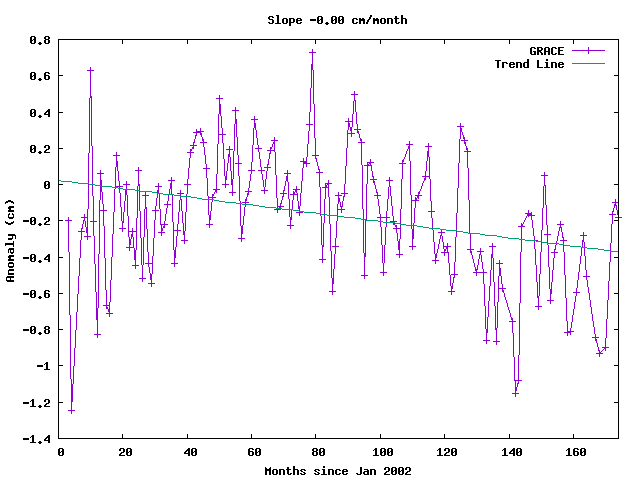 Slope -0.00 cm/month
GRACE
Trend Line
0.8
0.6
0.4
0.2
0
-0.2
-0.4
-0.6
-0.8
-1
-1.2
-1.4
Anomaly (cm)
0 20 40 60 80 100 120 140 160
Months since Jan 2002